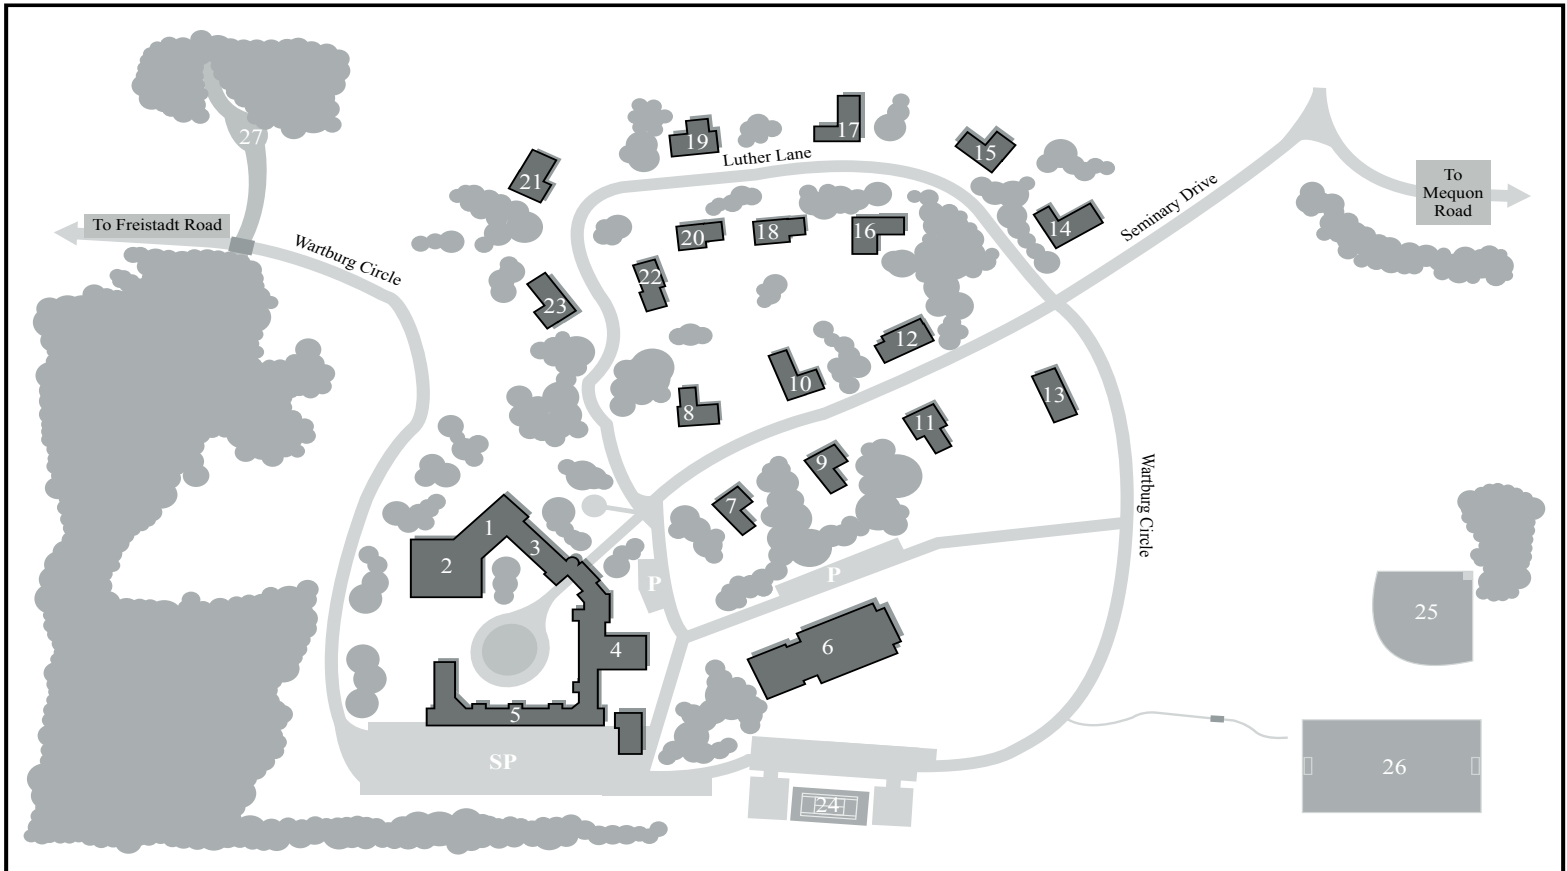 27
19
17
Luther Lane
15
21
To
Mequon
Road
To Freistadt Road
Seminary Drive
14
20
18
16
Wartburg Circle
22
23
12
10
13
8
11
9
7
Wartburg Circle
1
3
2
P
P
25
4
6
5
SP
26
24